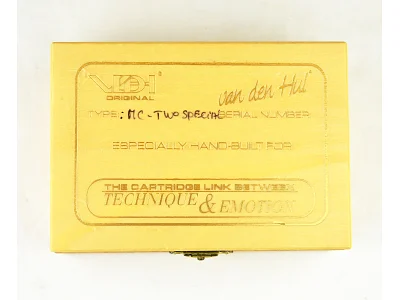 VDH
ORIGINAL
van den Hul
TYPE: MC-TWO SPECIAL SERIAL NUMBER
ESPECIALLY HAND-BUILT FOR
THE CARTRIDGE LINK BETWEEN
TECHNIQUE & EMOTION